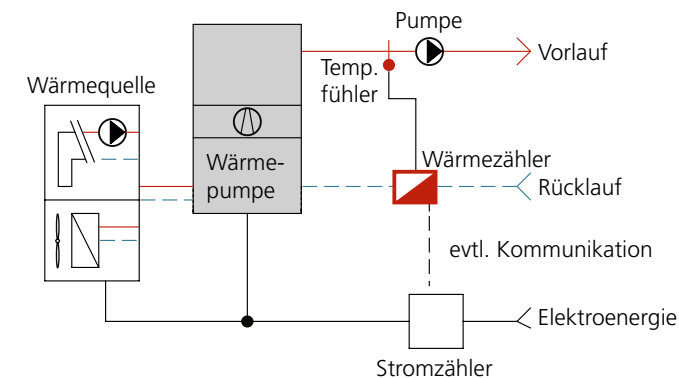 Pumpe
Vorlauf
Temp.
fühler
Wärmequelle
Wärme-
pumpe
Wärmezähler
Rücklauf
evtl. Kommunikation
Elektroenergie
Stromzähler